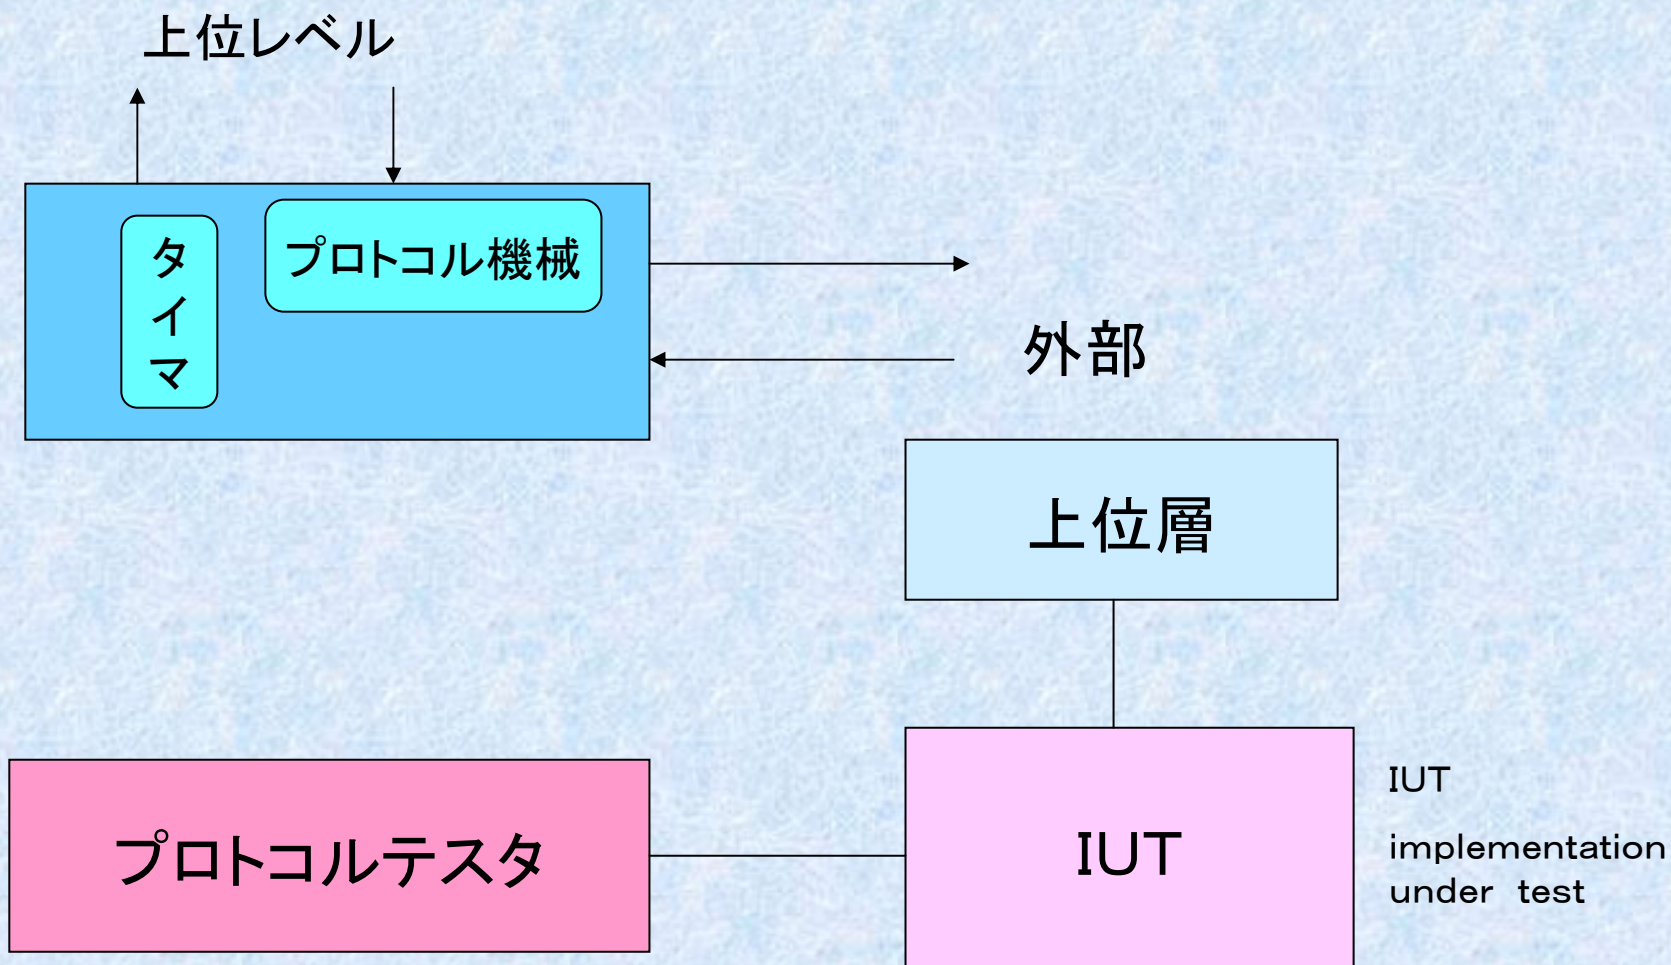 上位レベル
タイマ
プロトコル機械
外部
上位層
プロトコルテスタ
IUT
IUT
implementation
under test